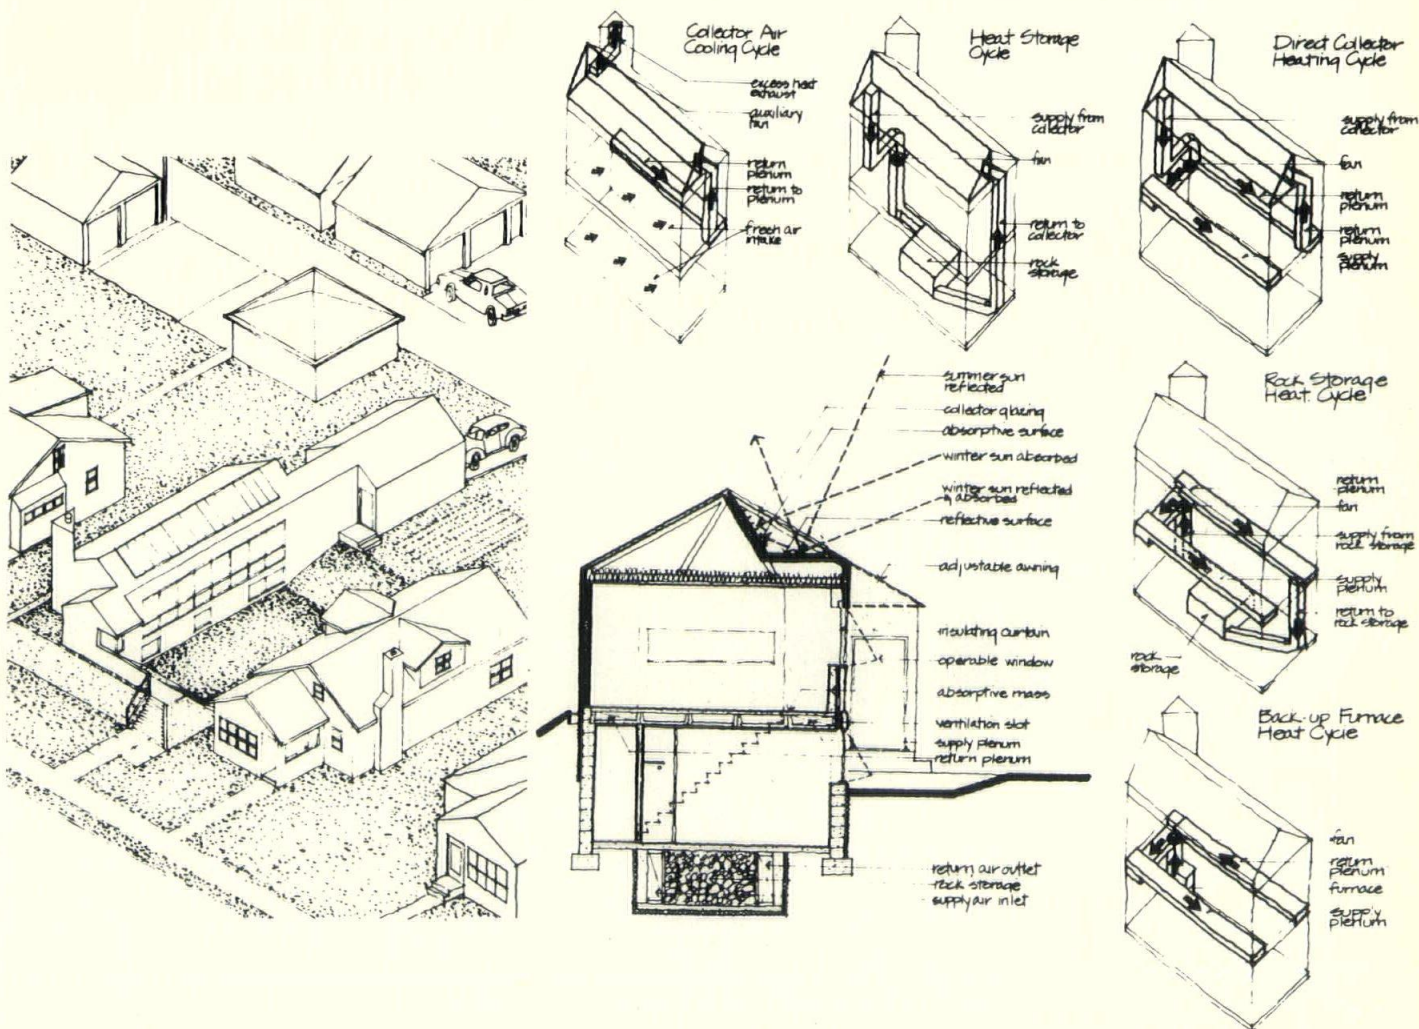 Collector Air
Cooling Cycle
excess heat
exhaust
auxiliary
fan
return
plenum
return to
plenum
fresh air
intake
Heat Storage
Cycle
supply from
collector
fan
return to
collector
rock
storage
Direct Collector
Heating Cycle
supply from
collector
fan
return
plenum
return
plenum
supply
plenum
summer sun
reflected
collector glazing
absorptive surface
winter sun absorbed
winter sun reflected
& absorbed
reflective surface
adjustable awning
insulating curtain
operable window
absorptive mass
ventilation slot
supply plenum
return plenum
return air outlet
rock storage
supply air inlet
Rock Storage
Heat Cycle
return
plenum
fan
supply from
rock storage
supply
plenum
return to
rock storage
rock
storage
Back-up Furnace
Heat Cycle
fan
return
plenum
furnace
supply
plenum